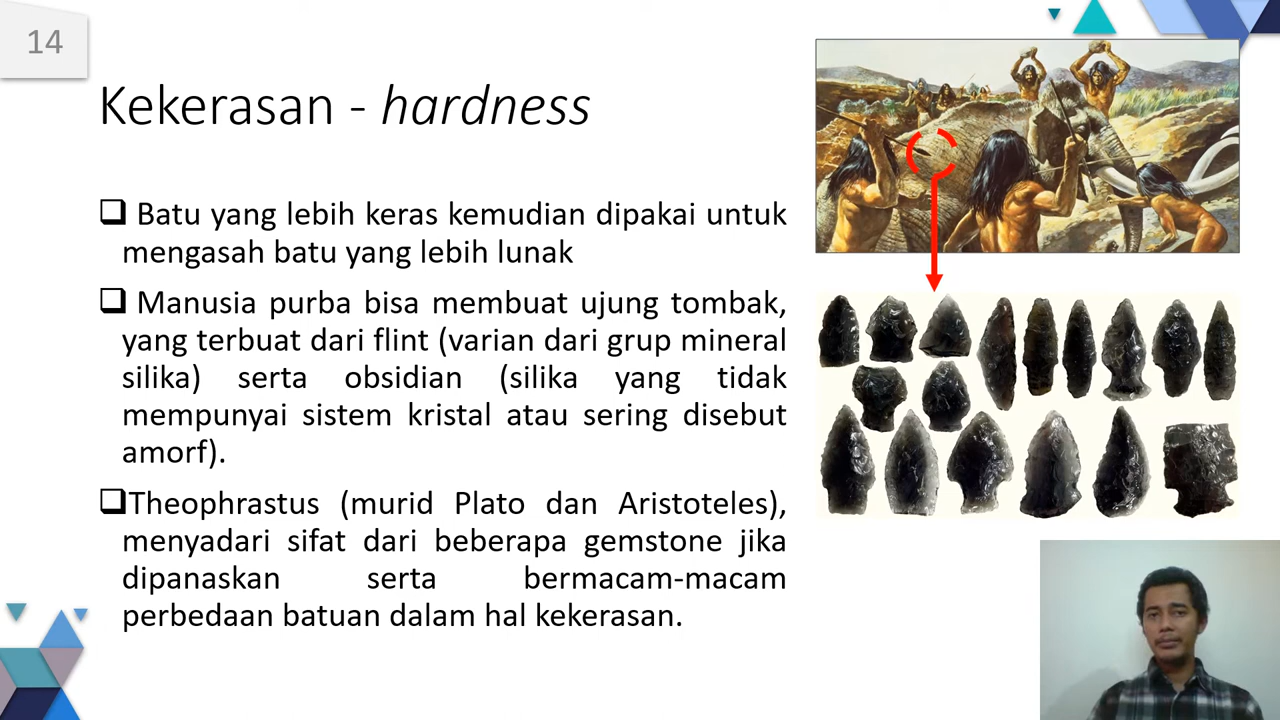 14
Kekerasan - hardness
Batu yang lebih keras kemudian dipakai untuk
mengasah batu yang lebih lunak
Manusia purba bisa membuat ujung tombak,
yang terbuat dari flint (varian dari grup mineral
silika) serta obsidian (silika yang tidak
mempunyai sistem kristal atau sering disebut
amorf).
Theophrastus (murid Plato dan Aristoteles),
menyadari sifat dari beberapa gemstone jika
dipanaskan serta bermacam-macam
perbedaan batuan dalam hal kekerasan.